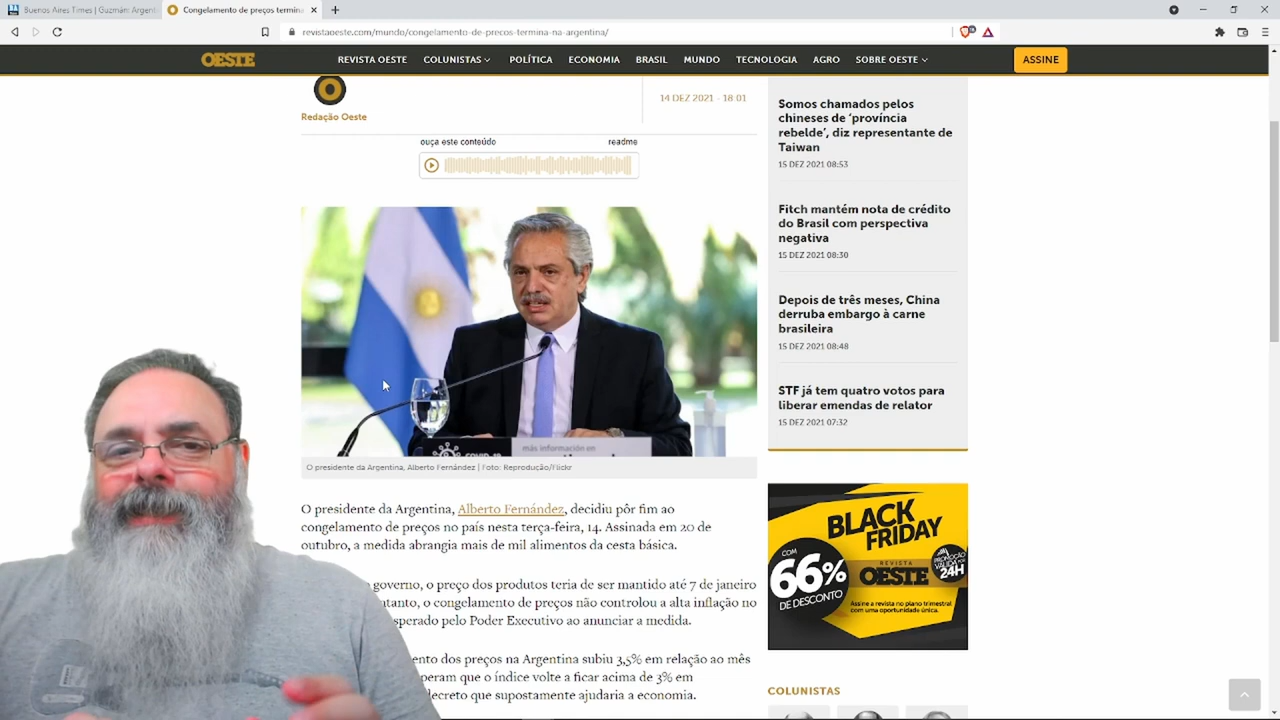 Buenos Aires Times | Guzmán: Argent
Congelamento de preços termina
revistaoeste.com/mundo/congelamento-de-precos-termina-na-argentina/
OESTE
REVISTA OESTE COLUNISTAS POLÍTICA ECONOMIA BRASIL MUNDO TECNOLOGIA AGRO SOBRE OESTE ASSINE
Redação Oeste
14 DEZ 2021 - 18:01
ouça este conteúdo readme
más información en
O presidente da Argentina, Alberto Fernández | Foto: Reprodução/Flickr
O presidente da Argentina, Alberto Fernández, decidiu pôr fim ao
congelamento de preços no país nesta terça-feira, 14. Assinada em 20 de
outubro, a medida abrangia mais de mil alimentos da cesta básica.
governo, o preço dos produtos teria de ser mantido até 7 de janeiro
ntanto, o congelamento de preços não controlou a alta inflação no
sperado pelo Poder Executivo ao anunciar a medida.
ento dos preços na Argentina subiu 3,5% em relação ao mês
peram que o índice volte a ficar acima de 3% em
decreto que supostamente ajudaria a economia.
Somos chamados pelos
chineses de ‘província
rebelde’, diz representante de
Taiwan
15 DEZ 2021 08:53
Fitch mantém nota de crédito
do Brasil com perspectiva
negativa
15 DEZ 2021 08:30
Depois de três meses, China
derruba embargo à carne
brasileira
15 DEZ 2021 08:48
STF já tem quatro votos para
liberar emendas de relator
15 DEZ 2021 07:32
BLACK
FRIDAY
COM
66%
DE DESCONTO
REVISTA
OESTE
PROMOÇÃO
VÁLIDA POR
24H
Assine a revista no plano trimestral
com uma oportunidade única.
COLUNISTAS